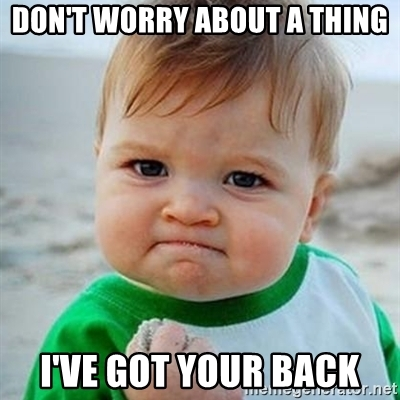 DON'T WORRY ABOUT A THING
I'VE GOT YOUR BACK
memegenerator.net